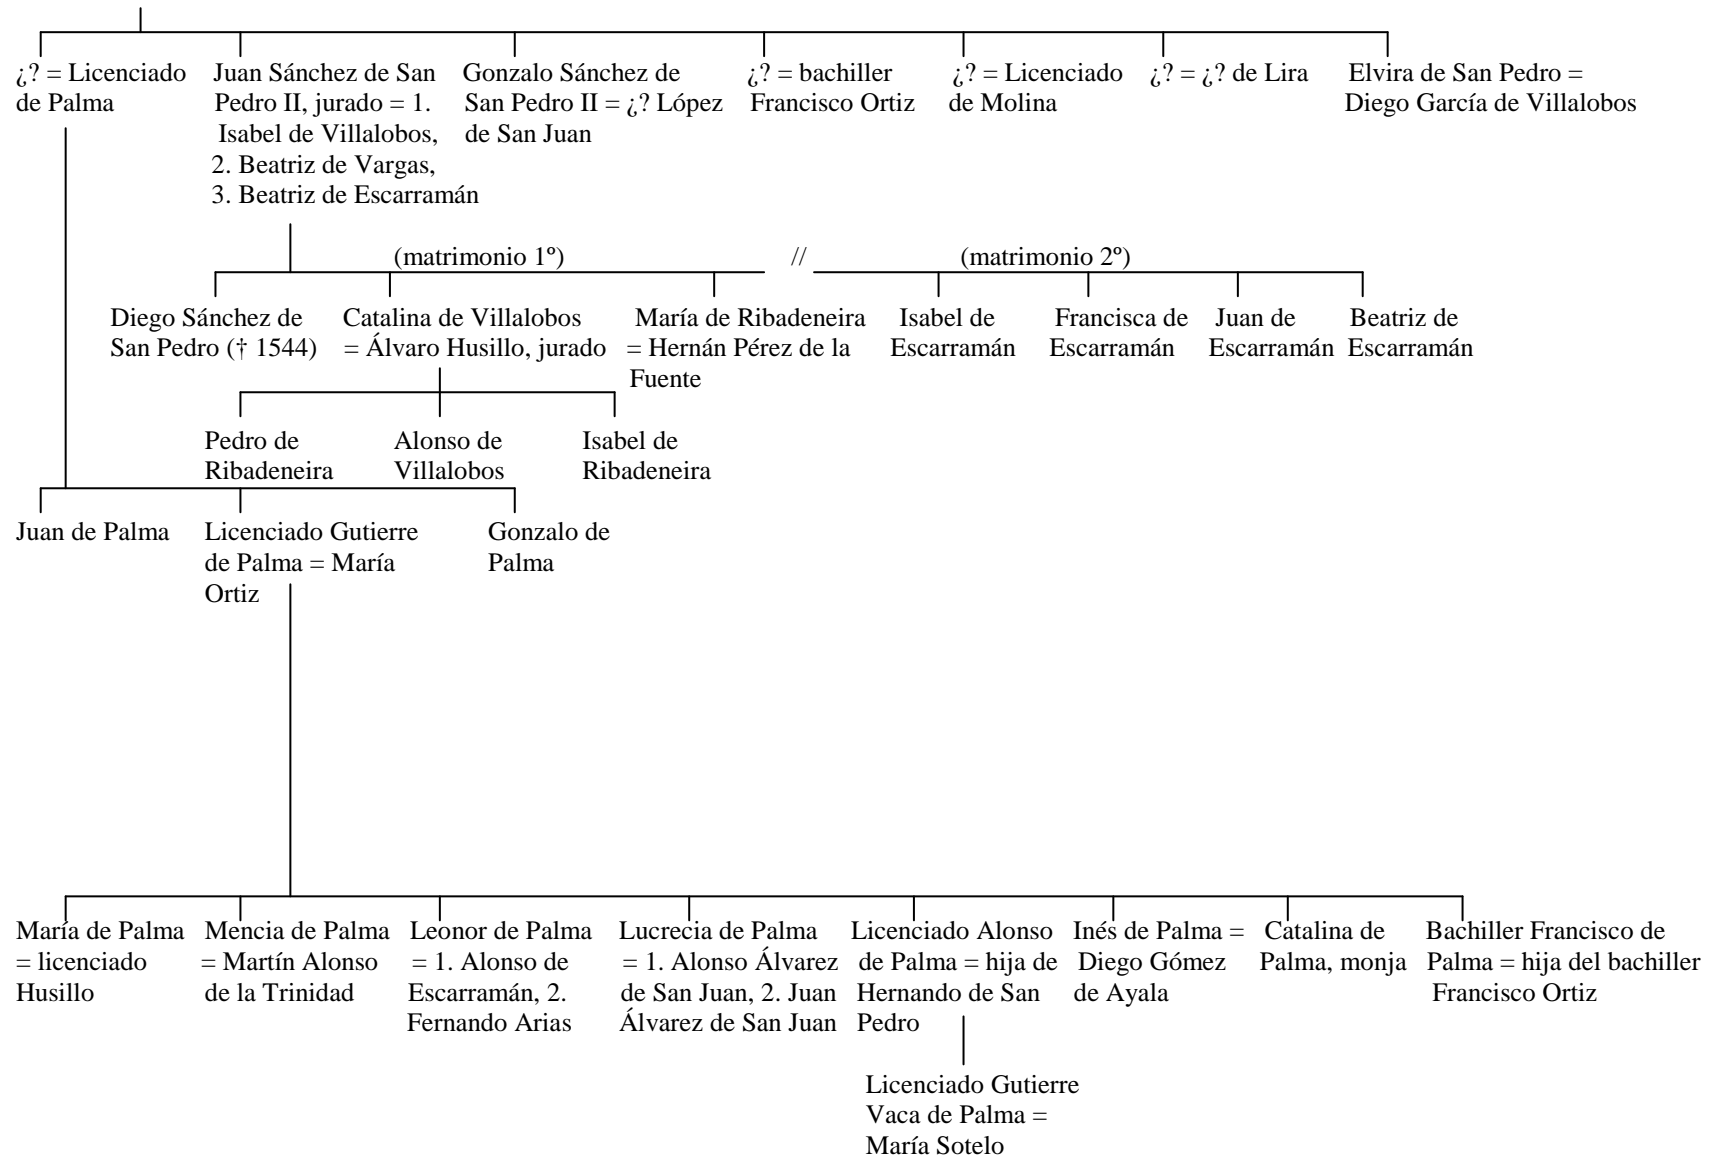 ¿? = Licenciado
de Palma
Juan Sánchez de San
Pedro II, jurado = 1.
Isabel de Villalobos,
2. Beatriz de Vargas,
3. Beatriz de Escarramán
Gonzalo Sánchez de
San Pedro II = ¿? López
de San Juan
¿? = bachiller
Francisco Ortiz
¿? = Licenciado
de Molina
¿? = ¿? de Lira
Elvira de San Pedro =
Diego García de Villalobos
(matrimonio 1º) // (matrimonio 2º)
Diego Sánchez de
San Pedro († 1544)
Catalina de Villalobos
= Álvaro Husillo, jurado
María de Ribadeneira
= Hernán Pérez de la
Fuente
Isabel de
Escarramán
Francisca de
Escarramán
Juan de
Escarramán
Beatriz de
Escarramán
Pedro de
Ribadeneira
Alonso de
Villalobos
Isabel de
Ribadeneira
Juan de Palma
Licenciado Gutierre
de Palma = María
Ortiz
Gonzalo de
Palma
María de Palma
= licenciado
Husillo
Mencia de Palma
= Martín Alonso
de la Trinidad
Leonor de Palma
= 1. Alonso de
Escarramán, 2.
Fernando Arias
Lucrecia de Palma
= 1. Alonso Álvarez
de San Juan, 2. Juan
Álvarez de San Juan
Licenciado Alonso
de Palma = hija de
Hernando de San
Pedro
Inés de Palma =
Diego Gómez
de Ayala
Catalina de
Palma, monja
Bachiller Francisco de
Palma = hija del bachiller
Francisco Ortiz
Licenciado Gutierre
Vaca de Palma =
María Sotelo